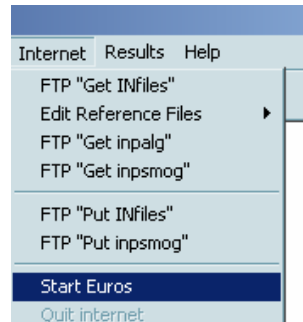 Internet Results Help
FTP "Get INfiles"
Edit Reference Files
FTP "Get inpalg"
FTP "Get inpsmog"
FTP "Put INfiles"
FTP "Put inpsmog"
Start Euros
Quit internet